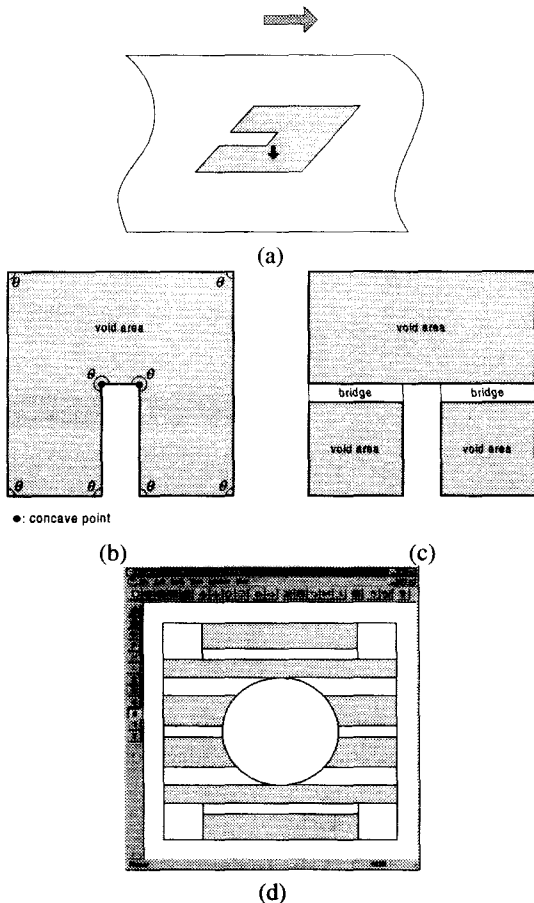 (a)
θ θ
void area
θ θ
θ θ θ θ
●: concave point
(b)
void area
bridge bridge
void area void area
(c)
(d)